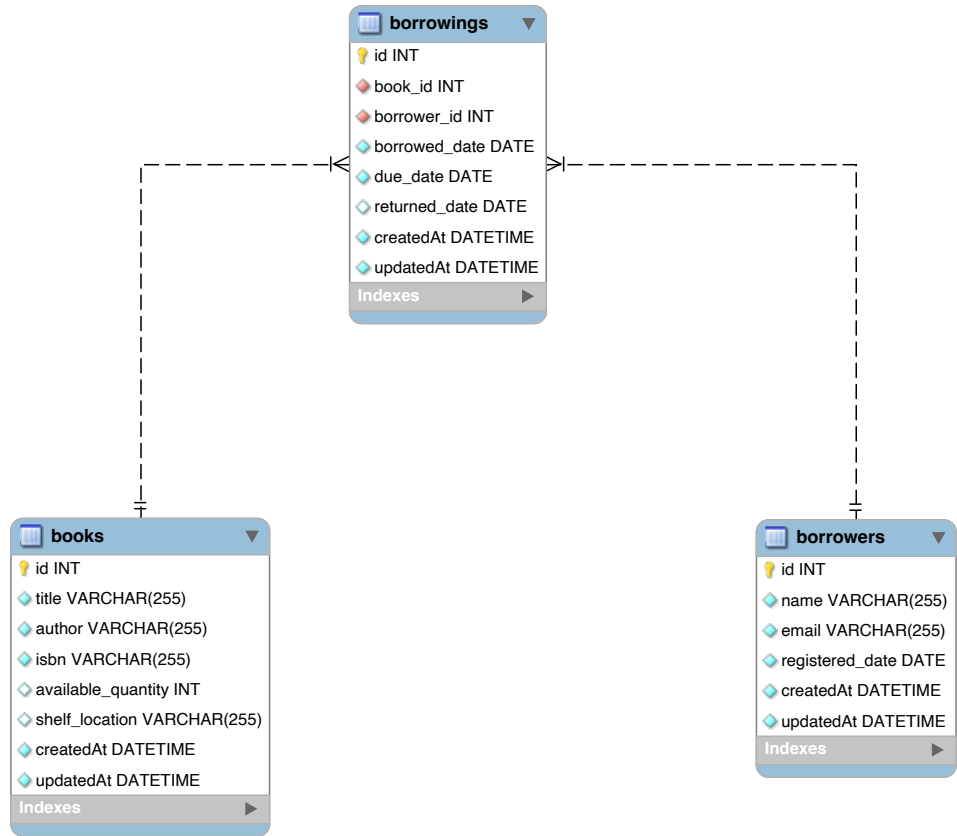 borrowings
id INT
book_id INT
borrower_id INT
borrowed_date DATE
due_date DATE
returned_date DATE
createdAt DATETIME
updatedAt DATETIME
Indexes
books
id INT
title VARCHAR(255)
author VARCHAR(255)
isbn VARCHAR(255)
available_quantity INT
shelf_location VARCHAR(255)
createdAt DATETIME
updatedAt DATETIME
Indexes
borrowers
id INT
name VARCHAR(255)
email VARCHAR(255)
registered_date DATE
createdAt DATETIME
updatedAt DATETIME
Indexes